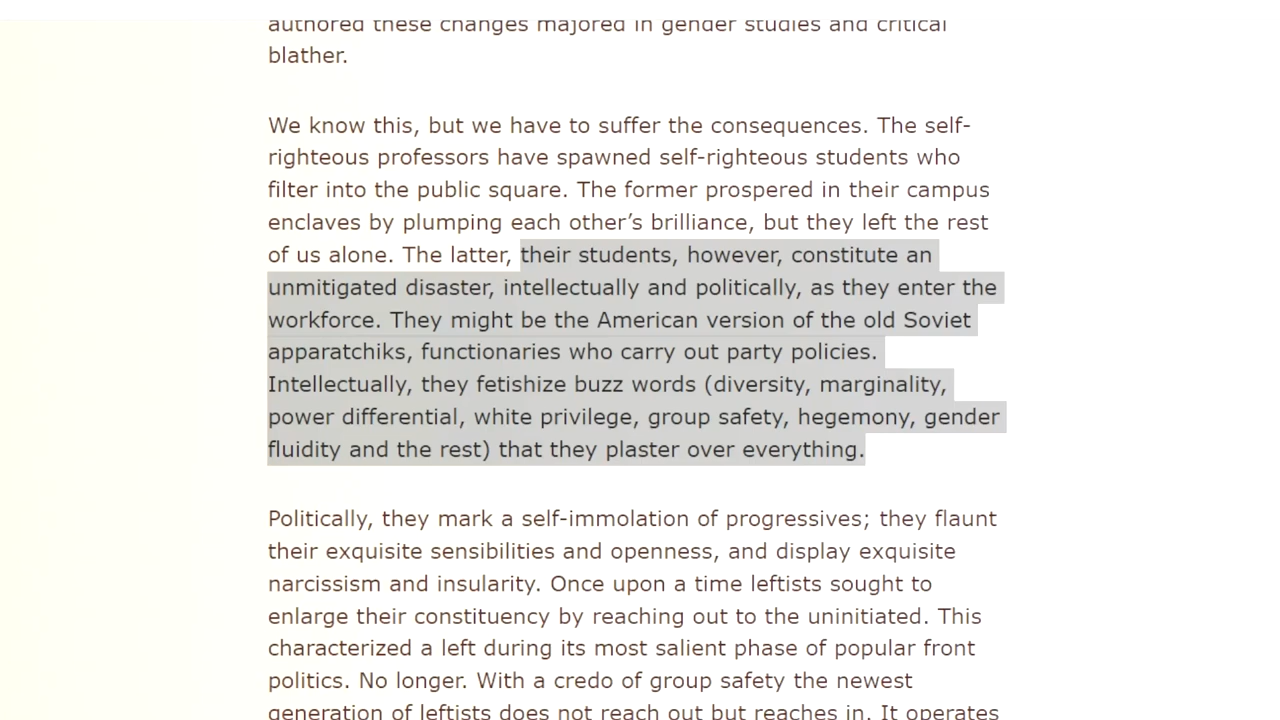 authored these changes majored in gender studies and critical
blather.
We know this, but we have to suffer the consequences. The self-
righteous professors have spawned self-righteous students who
filter into the public square. The former prospered in their campus
enclaves by plumping each other’s brilliance, but they left the rest
of us alone. The latter, their students, however, constitute an
unmitigated disaster, intellectually and politically, as they enter the
workforce. They might be the American version of the old Soviet
apparatchiks, functionaries who carry out party policies.
Intellectually, they fetishize buzz words (diversity, marginality,
power differential, white privilege, group safety, hegemony, gender
fluidity and the rest) that they plaster over everything.
Politically, they mark a self-immolation of progressives; they flaunt
their exquisite sensibilities and openness, and display exquisite
narcissism and insularity. Once upon a time leftists sought to
enlarge their constituency by reaching out to the uninitiated. This
characterized a left during its most salient phase of popular front
politics. No longer. With a credo of group safety the newest
generation of leftists does not reach out but reaches in. It operates